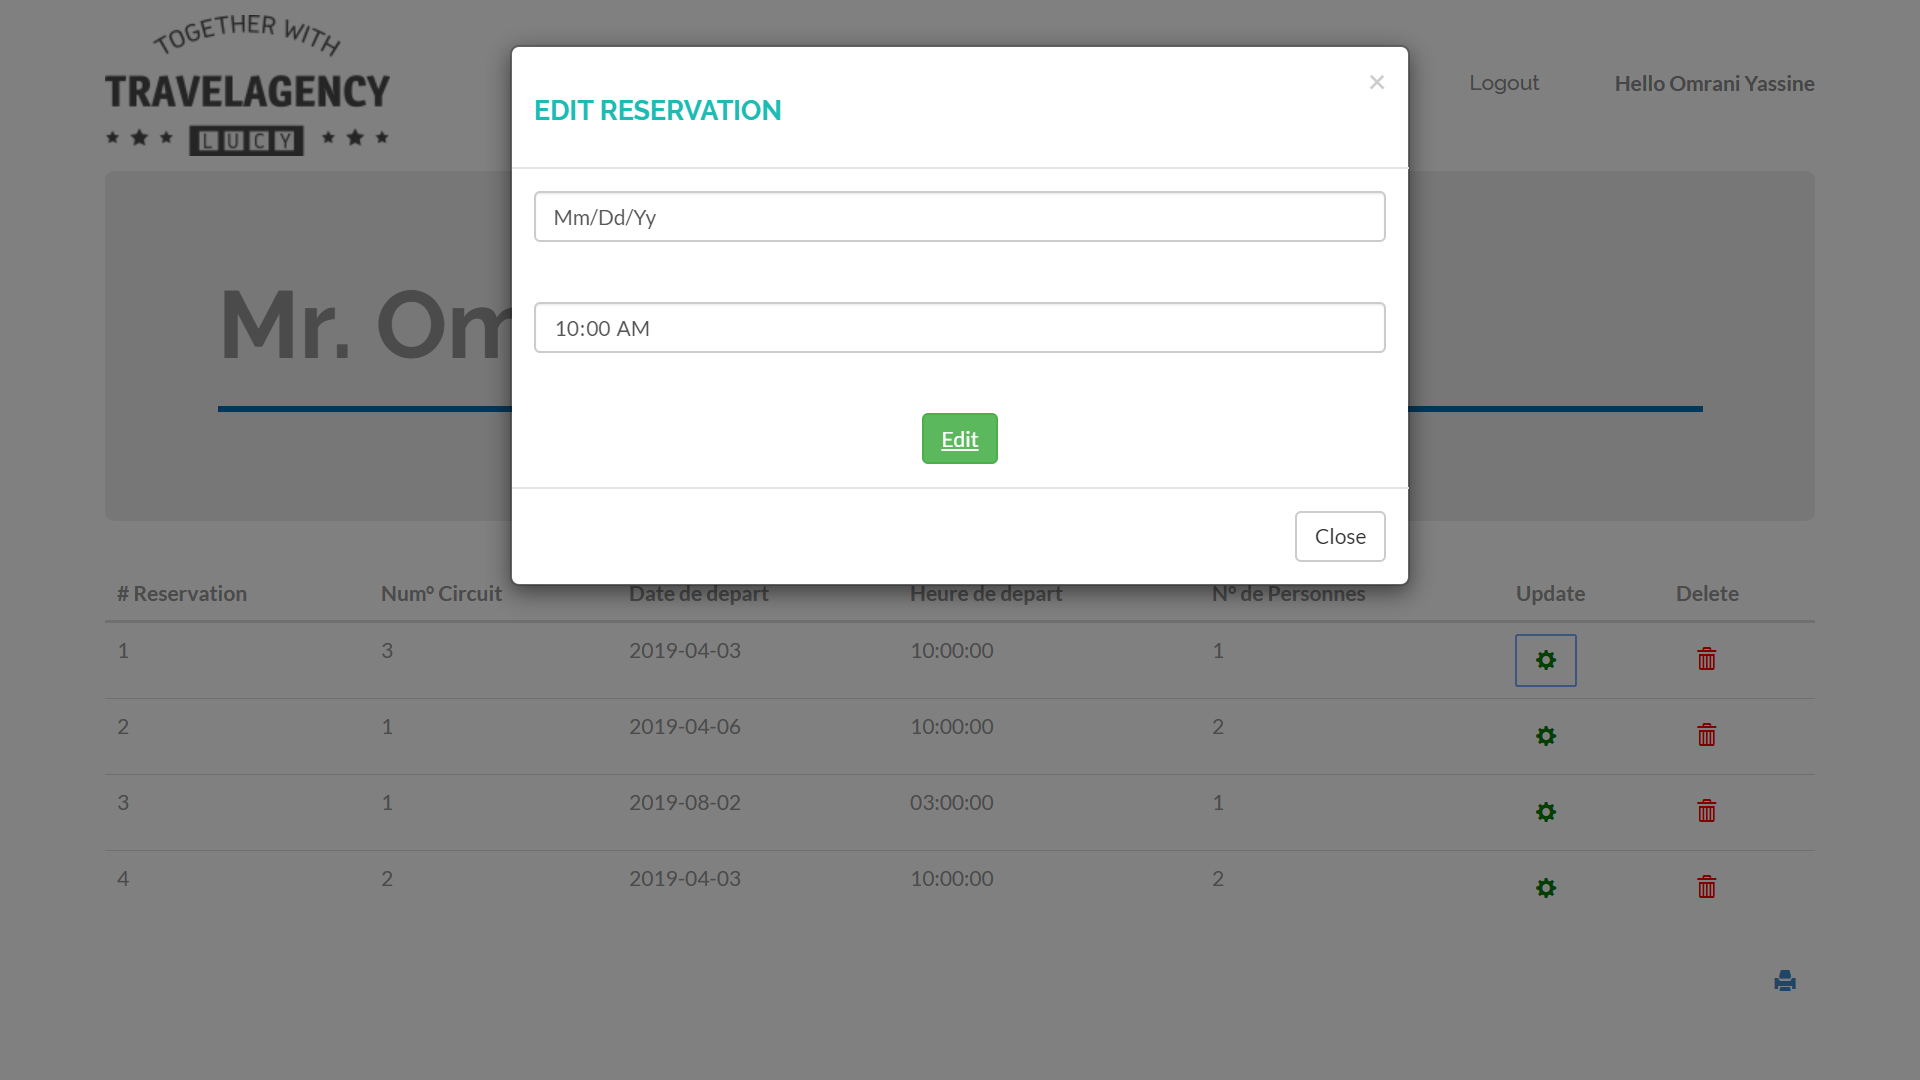 TOGETHER WITH
TRAVELAGENCY
LUCY
Logout
Hello Omrani Yassine
×
EDIT RESERVATION
Mm/Dd/Yy
10:00 AM
Edit
Close
Mr. Om
# Reservation Num° Circuit Date de depart Heure de depart N° de Personnes Update Delete
1 3 2019-04-03 10:00:00 1
2 1 2019-04-06 10:00:00 2
3 1 2019-08-02 03:00:00 1
4 2 2019-04-03 10:00:00 2